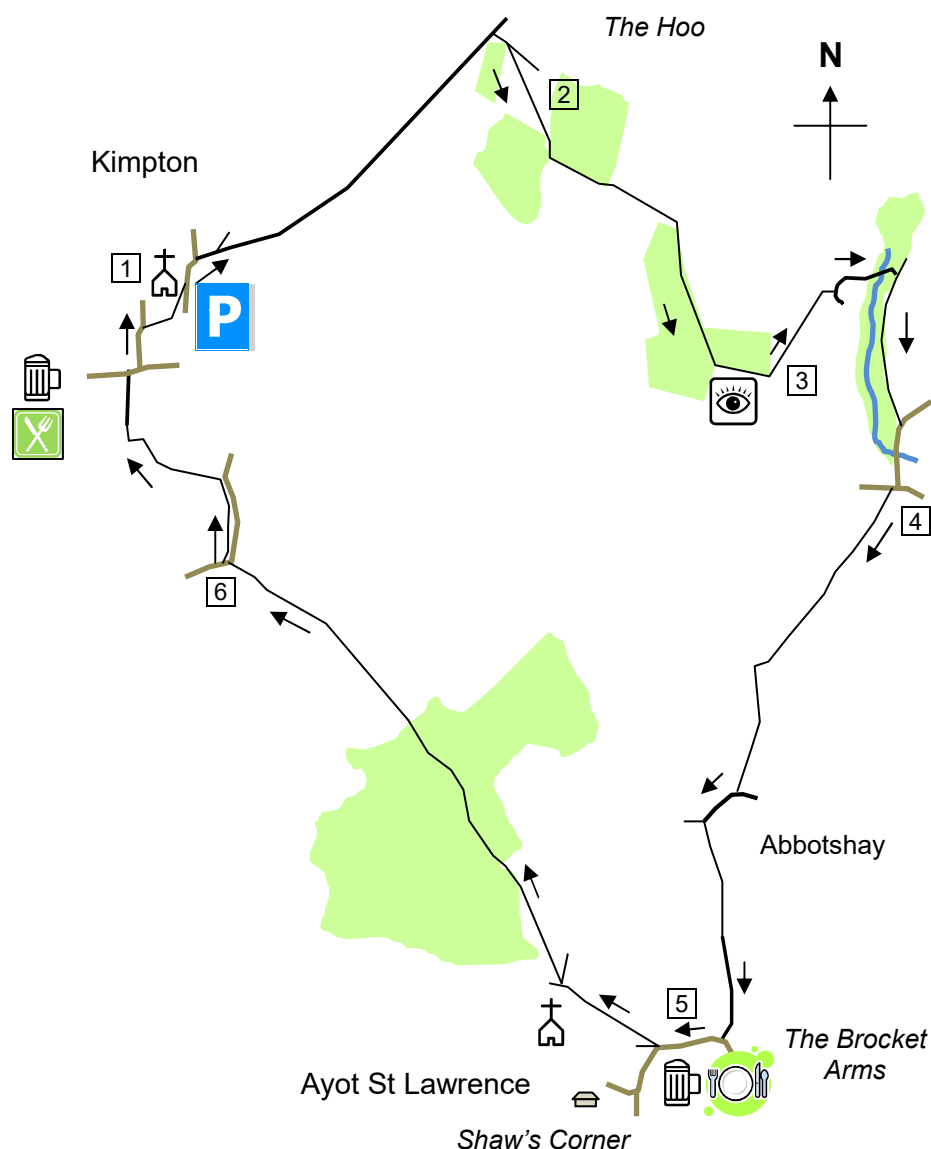 The Hoo
N
2
Kimpton
1
P
3
4
6
Abbotshay
5
The Brocket
Arms
Ayot St Lawrence
Shaw's Corner